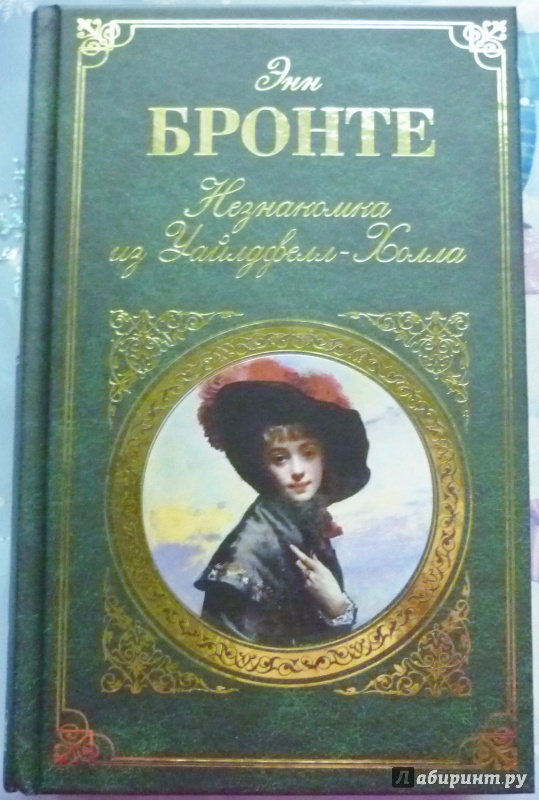 Энн
БРОНТЕ
Незнакомка
из Уайлдфелл-Холла
Лабиринт.ру